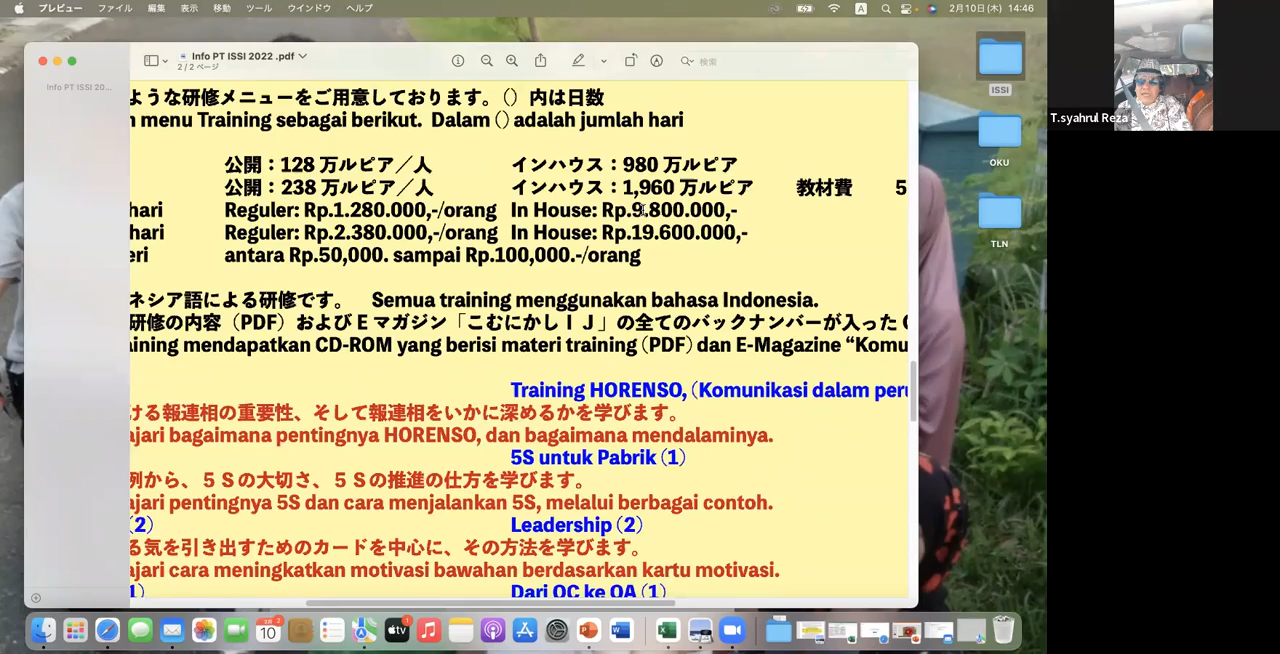 プレビュー ファイル 編集 表示 移動 ツール ウインドウ ヘルプ
A 2月10日(木) 14:46
Info PT ISSI 2022 .pdf
2 / 2 ページ
検索
Info PT ISSI 20...
ISSI
OKU
TLN
T.syahrul Reza
ような研修メニューをご用意しております。（）内は日数
n menu Training sebagai berikut. Dalam（）adalah jumlah hari
公開：128 万ルピア／人 インハウス：980 万ルピア
公開：238 万ルピア／人 インハウス：1,960 万ルピア 教材費 5
hari Reguler: Rp.1.280.000,-/orang In House: Rp.9.800.000,-
hari Reguler: Rp.2.380.000,-/orang In House: Rp.19.600.000,-
eri antara Rp.50,000. sampai Rp.100,000.-/orang
ネシア語による研修です。 Semua training menggunakan bahasa Indonesia.
研修の内容（PDF）およびＥマガジン「こむにかしＩＪ」の全てのバックナンバーが入った
aining mendapatkan CD-ROM yang berisi materi training（PDF）dan E-Magazine “Komu
Training HORENSO,（Komunikasi dalam peru
ける報連相の重要性、そして報連相をいかに深めるかを学びます。
ajari bagaimana pentingnya HORENSO, dan bagaimana mendalaminya.
5S untuk Pabrik（1）
例から、５Ｓの大切さ、５Ｓの推進の仕方を学びます。
ajari pentingnya 5S dan cara menjalankan 5S, melalui berbagai contoh.
（2） Leadership（2）
る気を引き出すためのカードを中心に、その方法を学びます。
ajari cara meningkatkan motivasi bawahan berdasarkan kartu motivasi.
1） Dari QC ke QA（1）
2月
10
tv